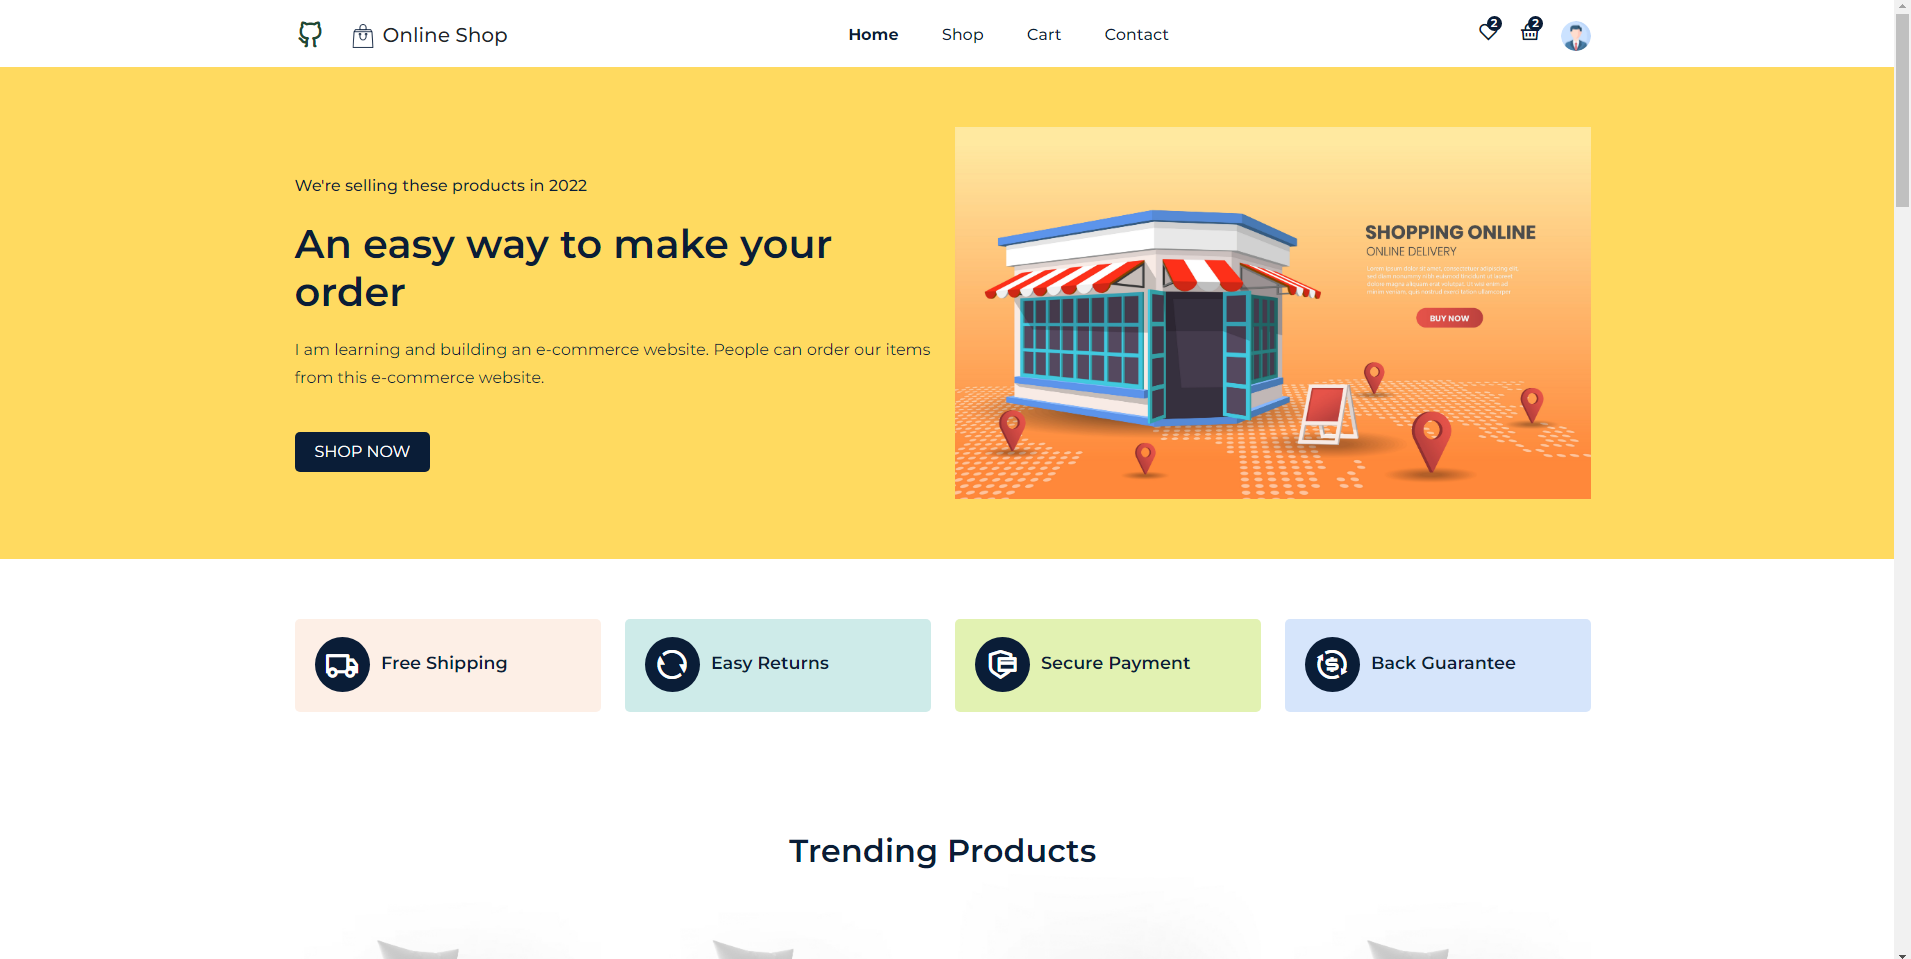 Online Shop
Home
Shop
Cart
Contact
2
2
We're selling these products in 2022
An easy way to make your
order
I am learning and building an e-commerce website. People can order our items
from this e-commerce website.
SHOP NOW
SHOPPING ONLINE
ONLINE DELIVERY
BUY NOW
Free Shipping
Easy Returns
Secure Payment
Back Guarantee
Trending Products